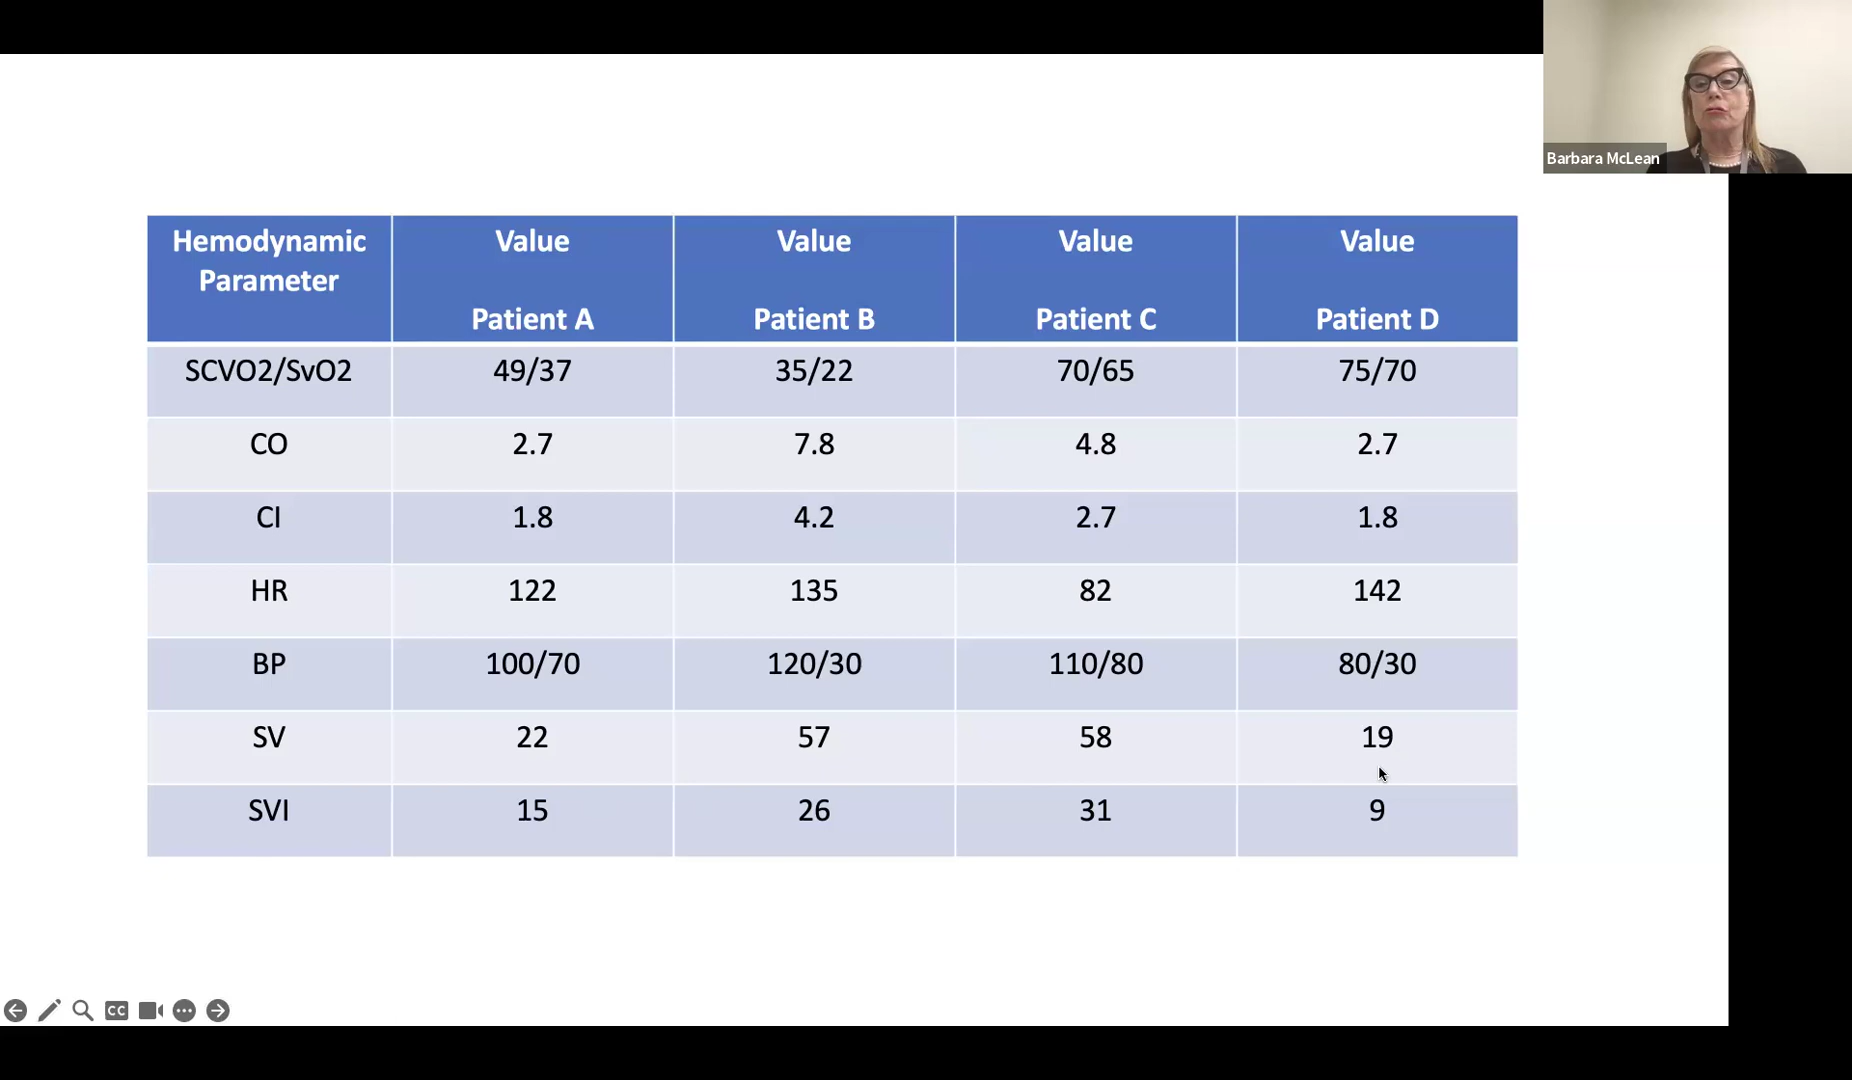 Barbara McLean
Hemodynamic Parameter Value Patient A Value Patient B Value Patient C Value Patient D
SCVO2/SvO2 49/37 35/22 70/65 75/70
CO 2.7 7.8 4.8 2.7
CI 1.8 4.2 2.7 1.8
HR 122 135 82 142
BP 100/70 120/30 110/80 80/30
SV 22 57 58 19
SVI 15 26 31 9
CC